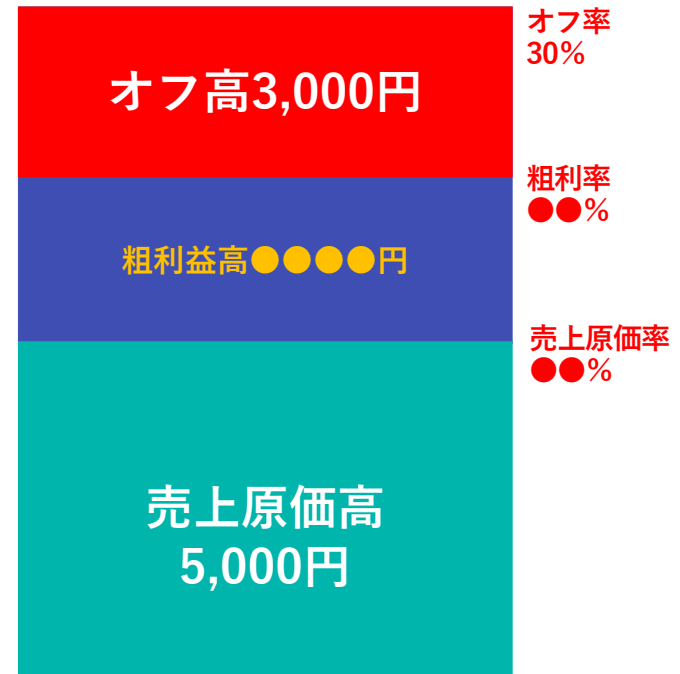 オフ率
30%
オフ高3,000円
粗利率
●●%
粗利益高●●●●円
売上原価率
●●%
売上原価高
5,000円